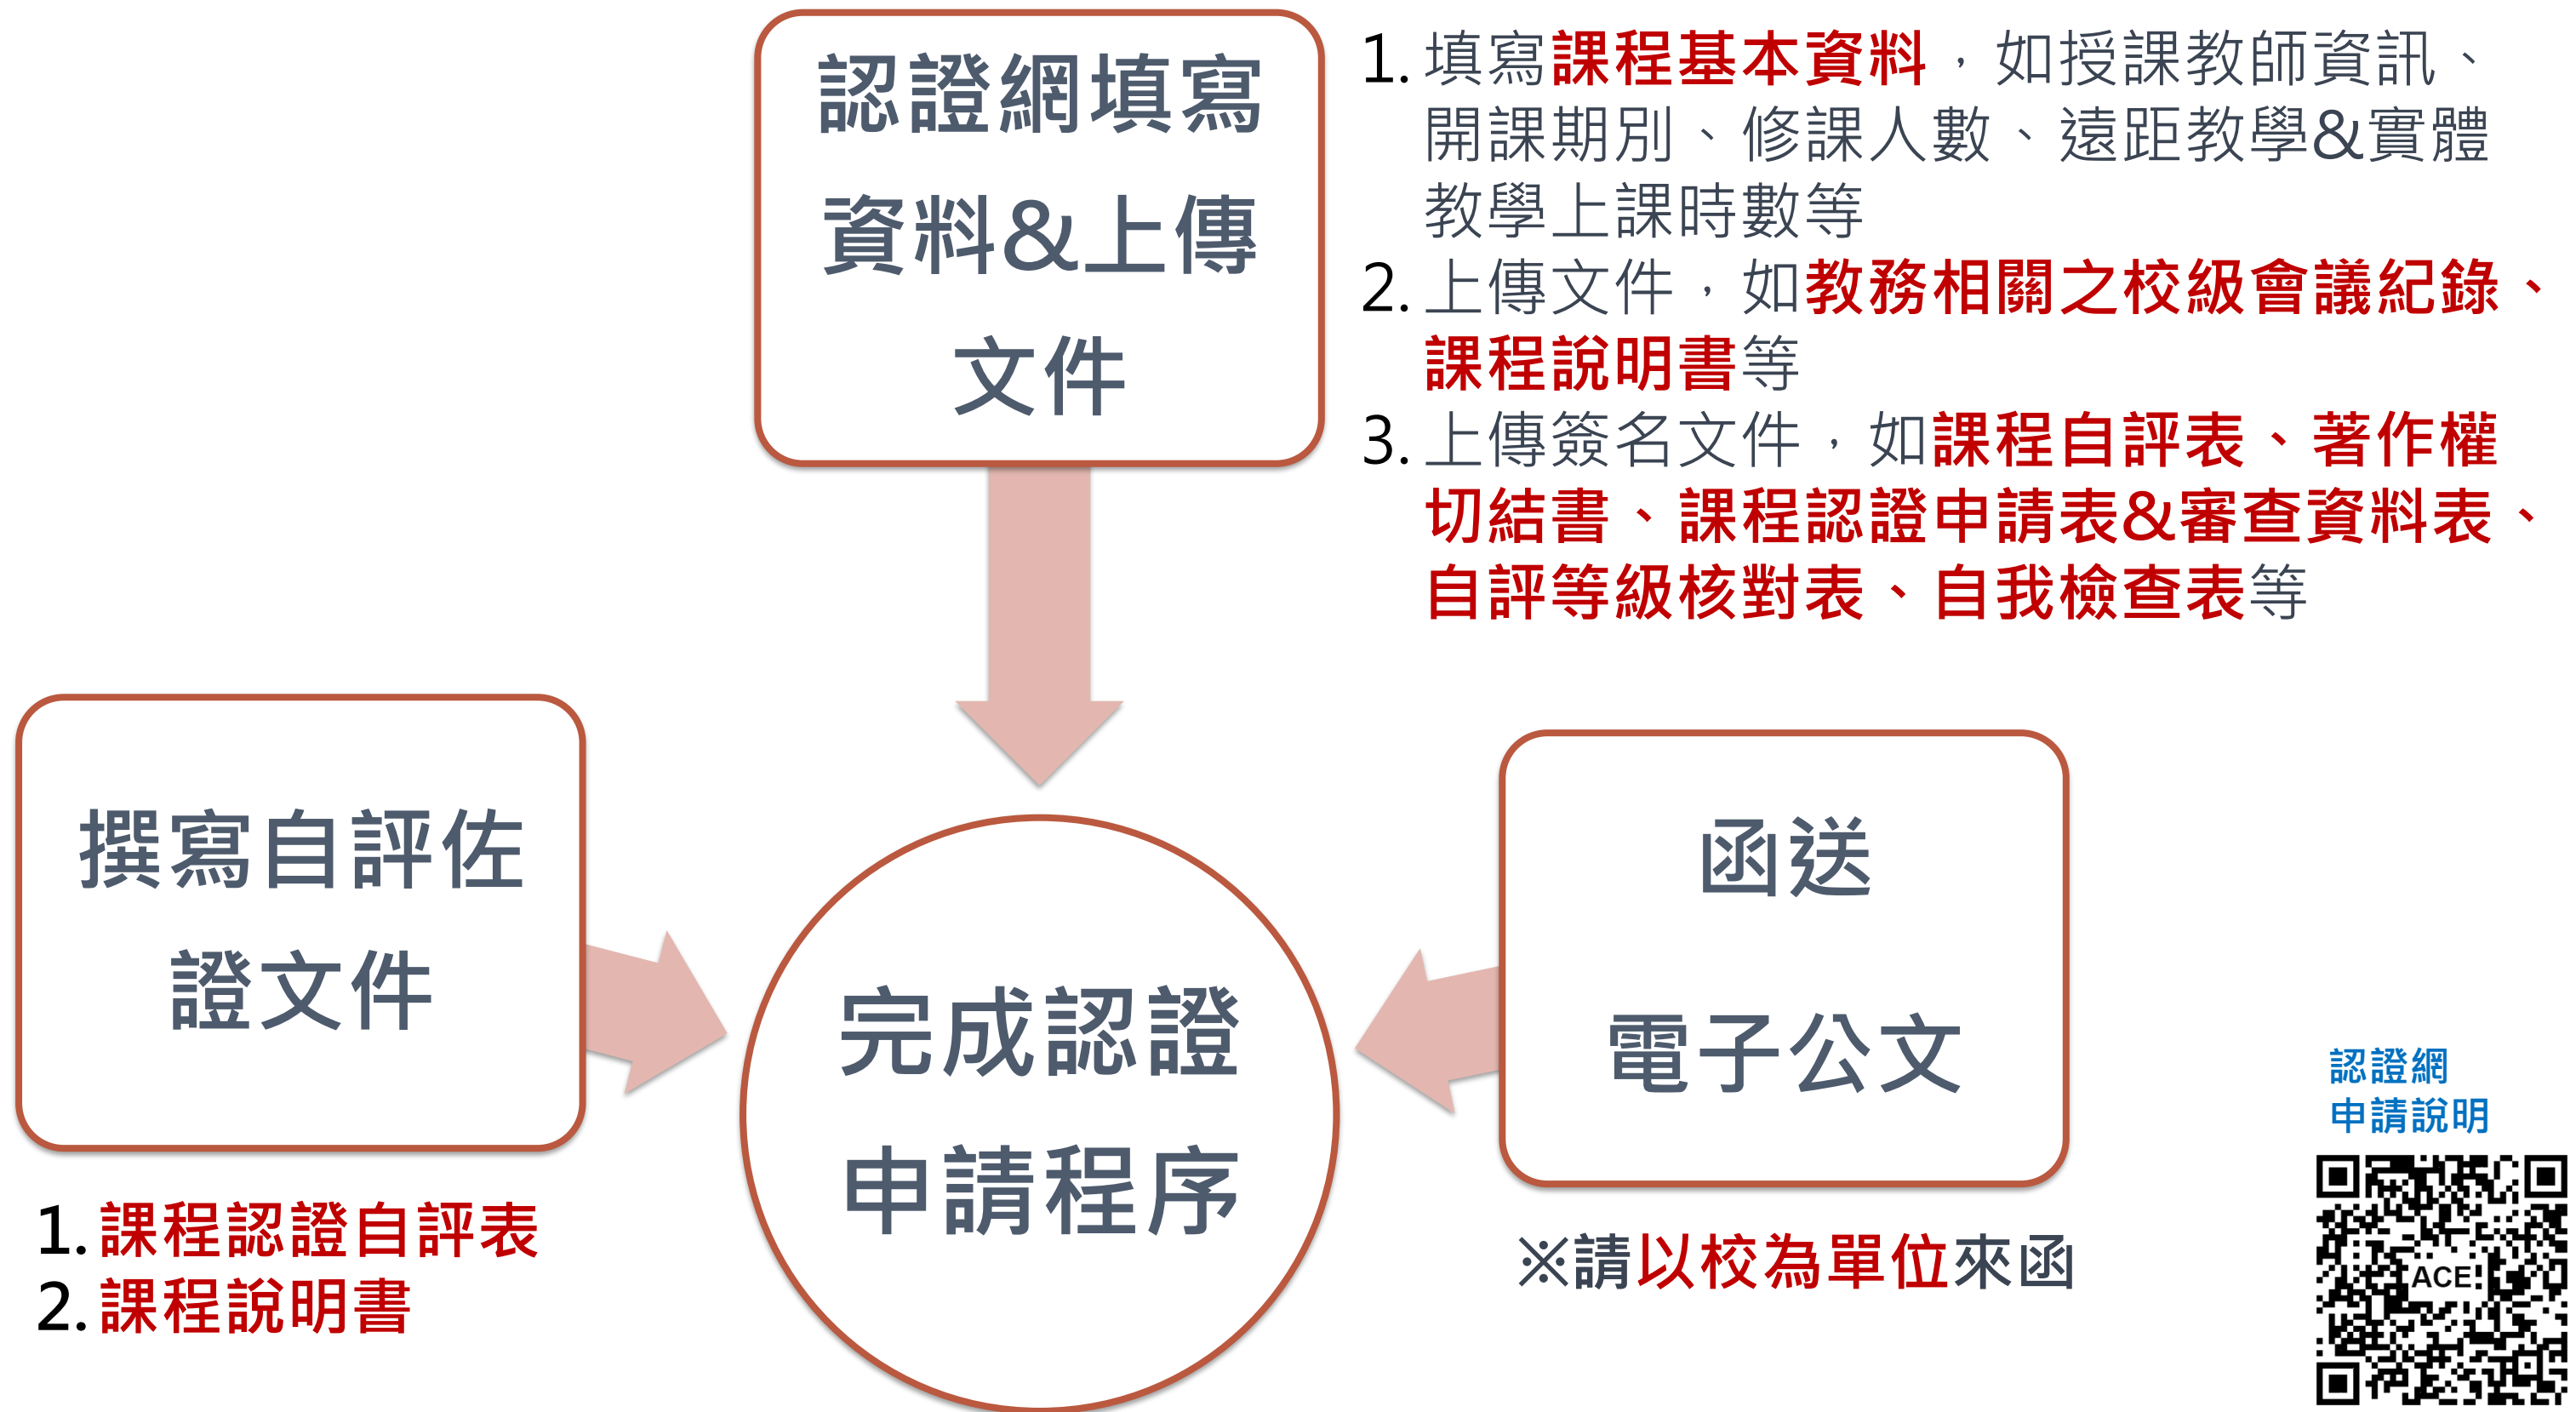 認證網填寫
資料&上傳
文件
1. 填寫課程基本資料，如授課教師資訊、
開課期別、修課人數、遠距教學&實體
教學上課時數等
2. 上傳文件，如教務相關之校級會議紀錄、
課程說明書等
3. 上傳簽名文件，如課程自評表、著作權
切結書、課程認證申請表&審查資料表、
自評等級核對表、自我檢查表等
撰寫自評佐
證文件
1. 課程認證自評表
2. 課程說明書
完成認證
申請程序
函送
電子公文
※請以校為單位來函
認證網
申請說明
ACE